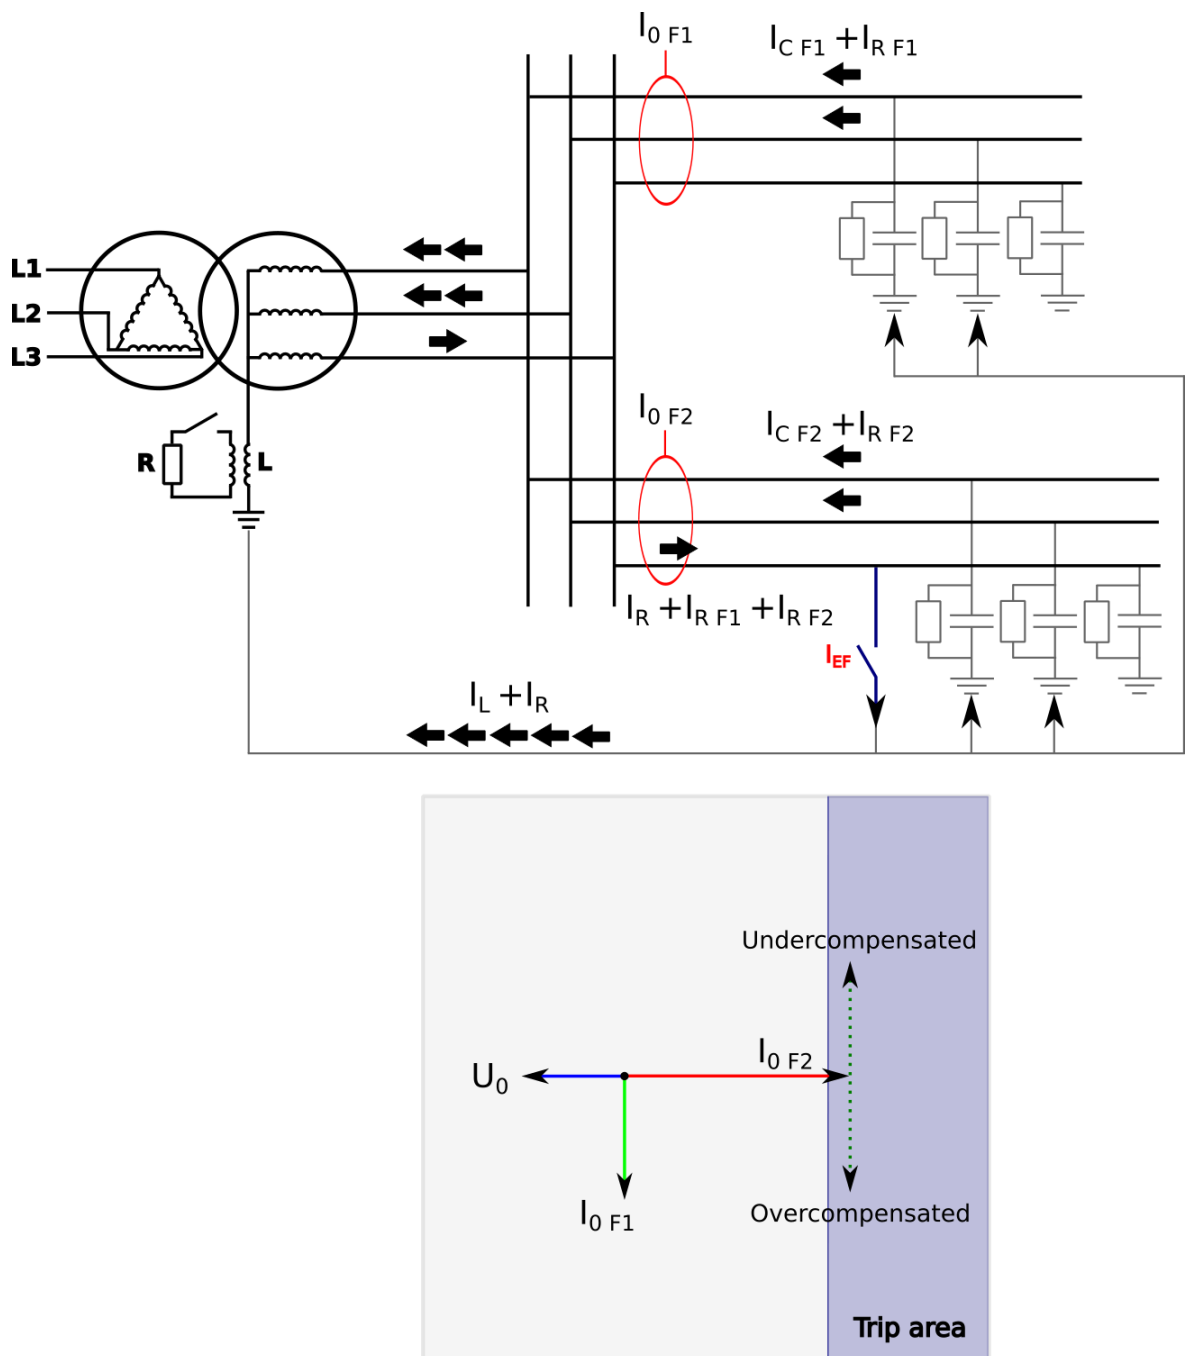 I0 F1
IC F1 +IR F1
L1
L2
L3
R
L
I0 F2
IC F2 +IR F2
IR +IR F1 +IR F2
IEF
IL +IR
Undercompensated
I0 F2
U0
I0 F1
Overcompensated
Trip area